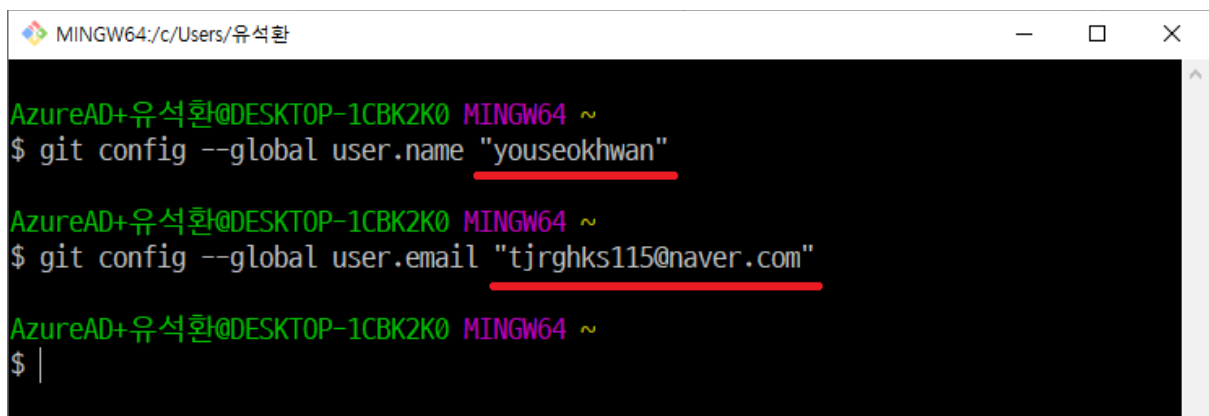 MINGW64:/c/Users/유석환
AzureAD+유석환@DESKTOP-1CBK2K0 MINGW64 ~
$ git config --global user.name "youseokhwan"
AzureAD+유석환@DESKTOP-1CBK2K0 MINGW64 ~
$ git config --global user.email "tjrghks115@naver.com"
AzureAD+유석환@DESKTOP-1CBK2K0 MINGW64 ~
$